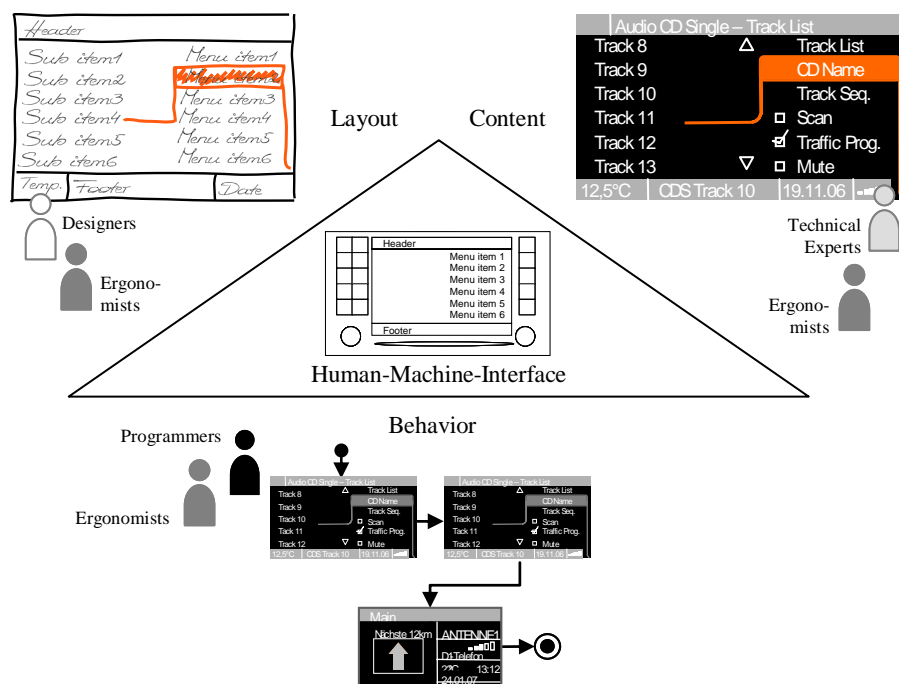 Header
Sub item1
Sub item2
Sub item3
Sub item4
Sub item5
Sub item6
Menu item1
Menu item2
Menu item3
Menu item4
Menu item5
Menu item6
Temp. Footer Date
Designers
Ergono-
mists
Layout
Content
Audio CD Single – Track List
Track 8
Track 9
Track 10
Track 11
Track 12
Track 13
Track List
CD Name
Track Seq.
Scan
Traffic Prog.
Mute
12,5°C CDS Track 10 19.11.06
Technical
Experts
Ergono-
mists
Header
Menu item 1
Menu item 2
Menu item 3
Menu item 4
Menu item 5
Menu item 6
Footer
Human-Machine-Interface
Behavior
Programmers
Ergonomists
Audio CD Single – Track List
Track 8
Track 9
Track 10
Tack 11
Track 12
Track List
CD Name
Track Seq.
Scan
Traffic Prog.
Mute
12,5°C CDS Track 10 19.11.06
Audio CD Single – Track List
Track 8
Track 9
Track 10
Track 11
Track 12
Track List
CD Name
Track Seq.
Scan
Traffic Prog.
Mute
12,5°C CDS Track 10 19.11.06
Main
Nächste 12km
ANTENNE1
D1-Telefon
13:12
24.01.07